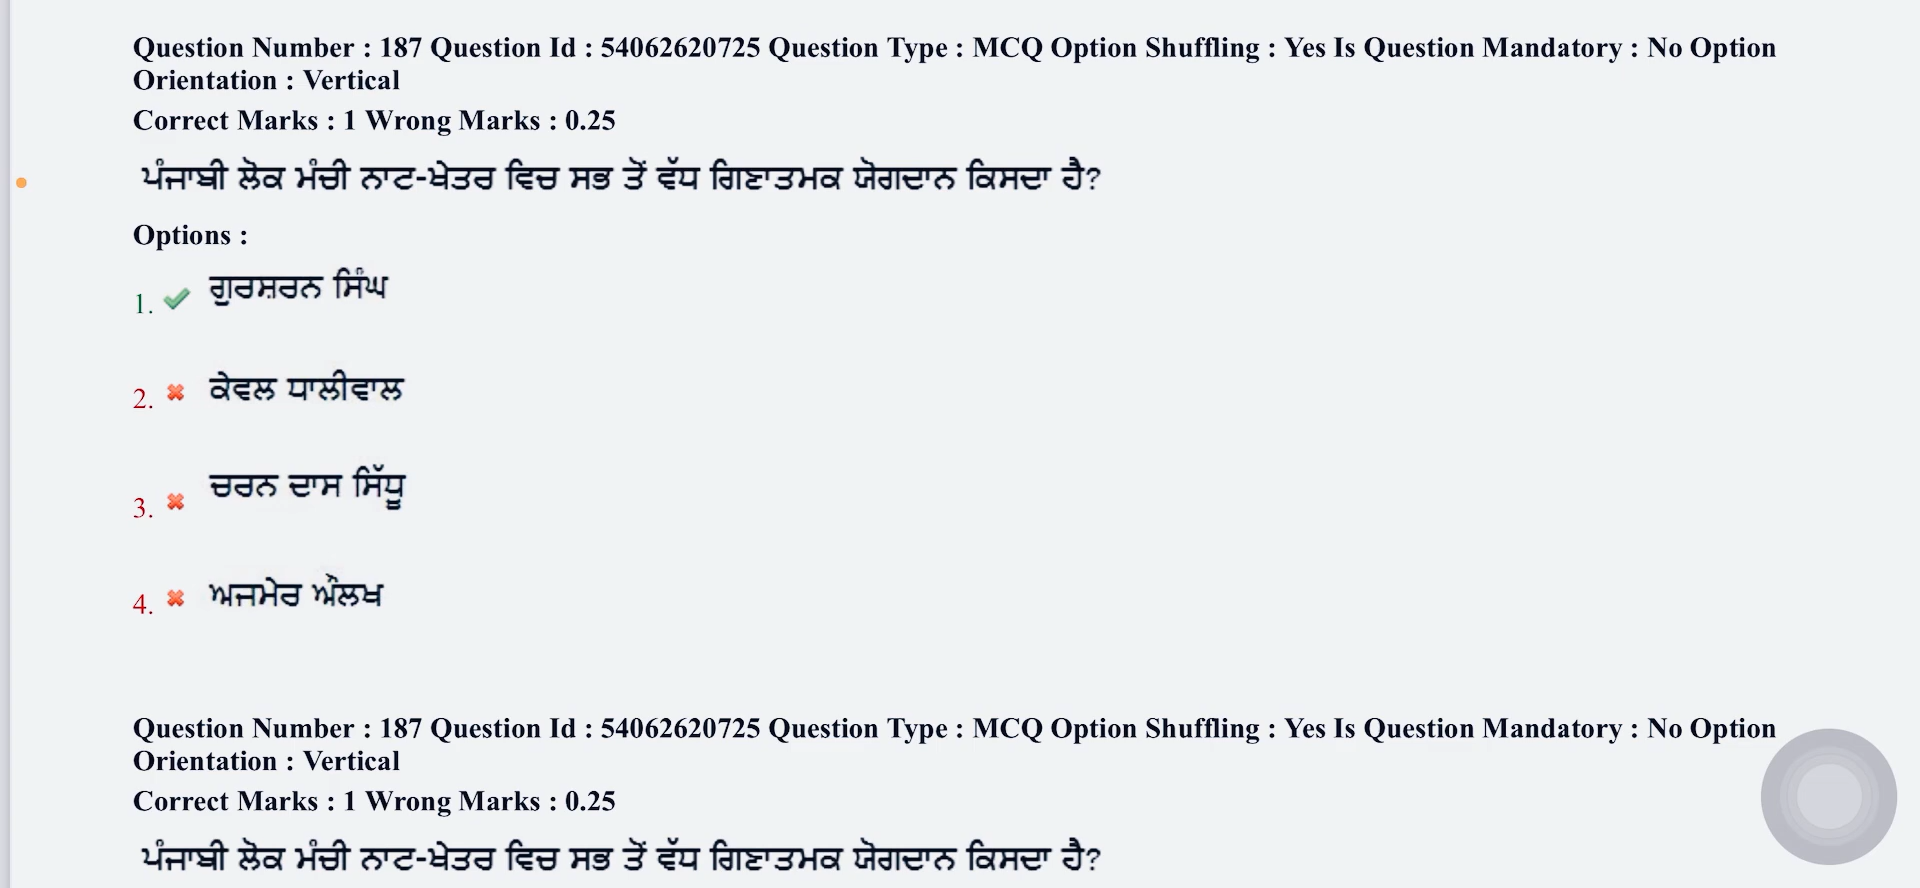 Question Number : 187 Question Id : 54062620725 Question Type : MCQ Option Shuffling : Yes Is Question Mandatory : No Option
Orientation : Vertical
Correct Marks : 1 Wrong Marks : 0.25
ਪੰਜਾਬੀ ਲੋਕ ਮੰਚੀ ਨਾਟ-ਖੇਤਰ ਵਿਚ ਸਭ ਤੋਂ ਵੱਧ ਗਿਣਾਤਮਕ ਯੋਗਦਾਨ ਕਿਸਦਾ ਹੈ?
Options :
1. ਗੁਰਸ਼ਰਨ ਸਿੰਘ
2. ਕੇਵਲ ਧਾਲੀਵਾਲ
3. ਚਰਨ ਦਾਸ ਸਿੱਧੂ
4. ਅਜਮੇਰ ਔਲਖ
Question Number : 187 Question Id : 54062620725 Question Type : MCQ Option Shuffling : Yes Is Question Mandatory : No Option
Orientation : Vertical
Correct Marks : 1 Wrong Marks : 0.25
ਪੰਜਾਬੀ ਲੋਕ ਮੰਚੀ ਨਾਟ-ਖੇਤਰ ਵਿਚ ਸਭ ਤੋਂ ਵੱਧ ਗਿਣਾਤਮਕ ਯੋਗਦਾਨ ਕਿਸਦਾ ਹੈ?